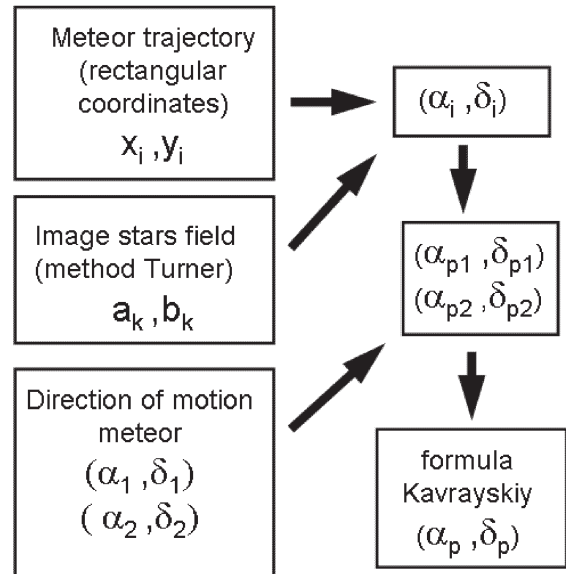 Meteor trajectory
(rectangular
coordinates)
xᵢ ,yᵢ
Image stars field
(method Turner)
aₖ ,bₖ
Direction of motion
meteor
(α₁ ,δ₁)
( α₂ ,δ₂)
(αᵢ ,δᵢ)
(αₚ₁ ,δₚ₁)
(αₚ₂ ,δₚ₂)
formula
Kavrayskiy
(αₚ ,δₚ)